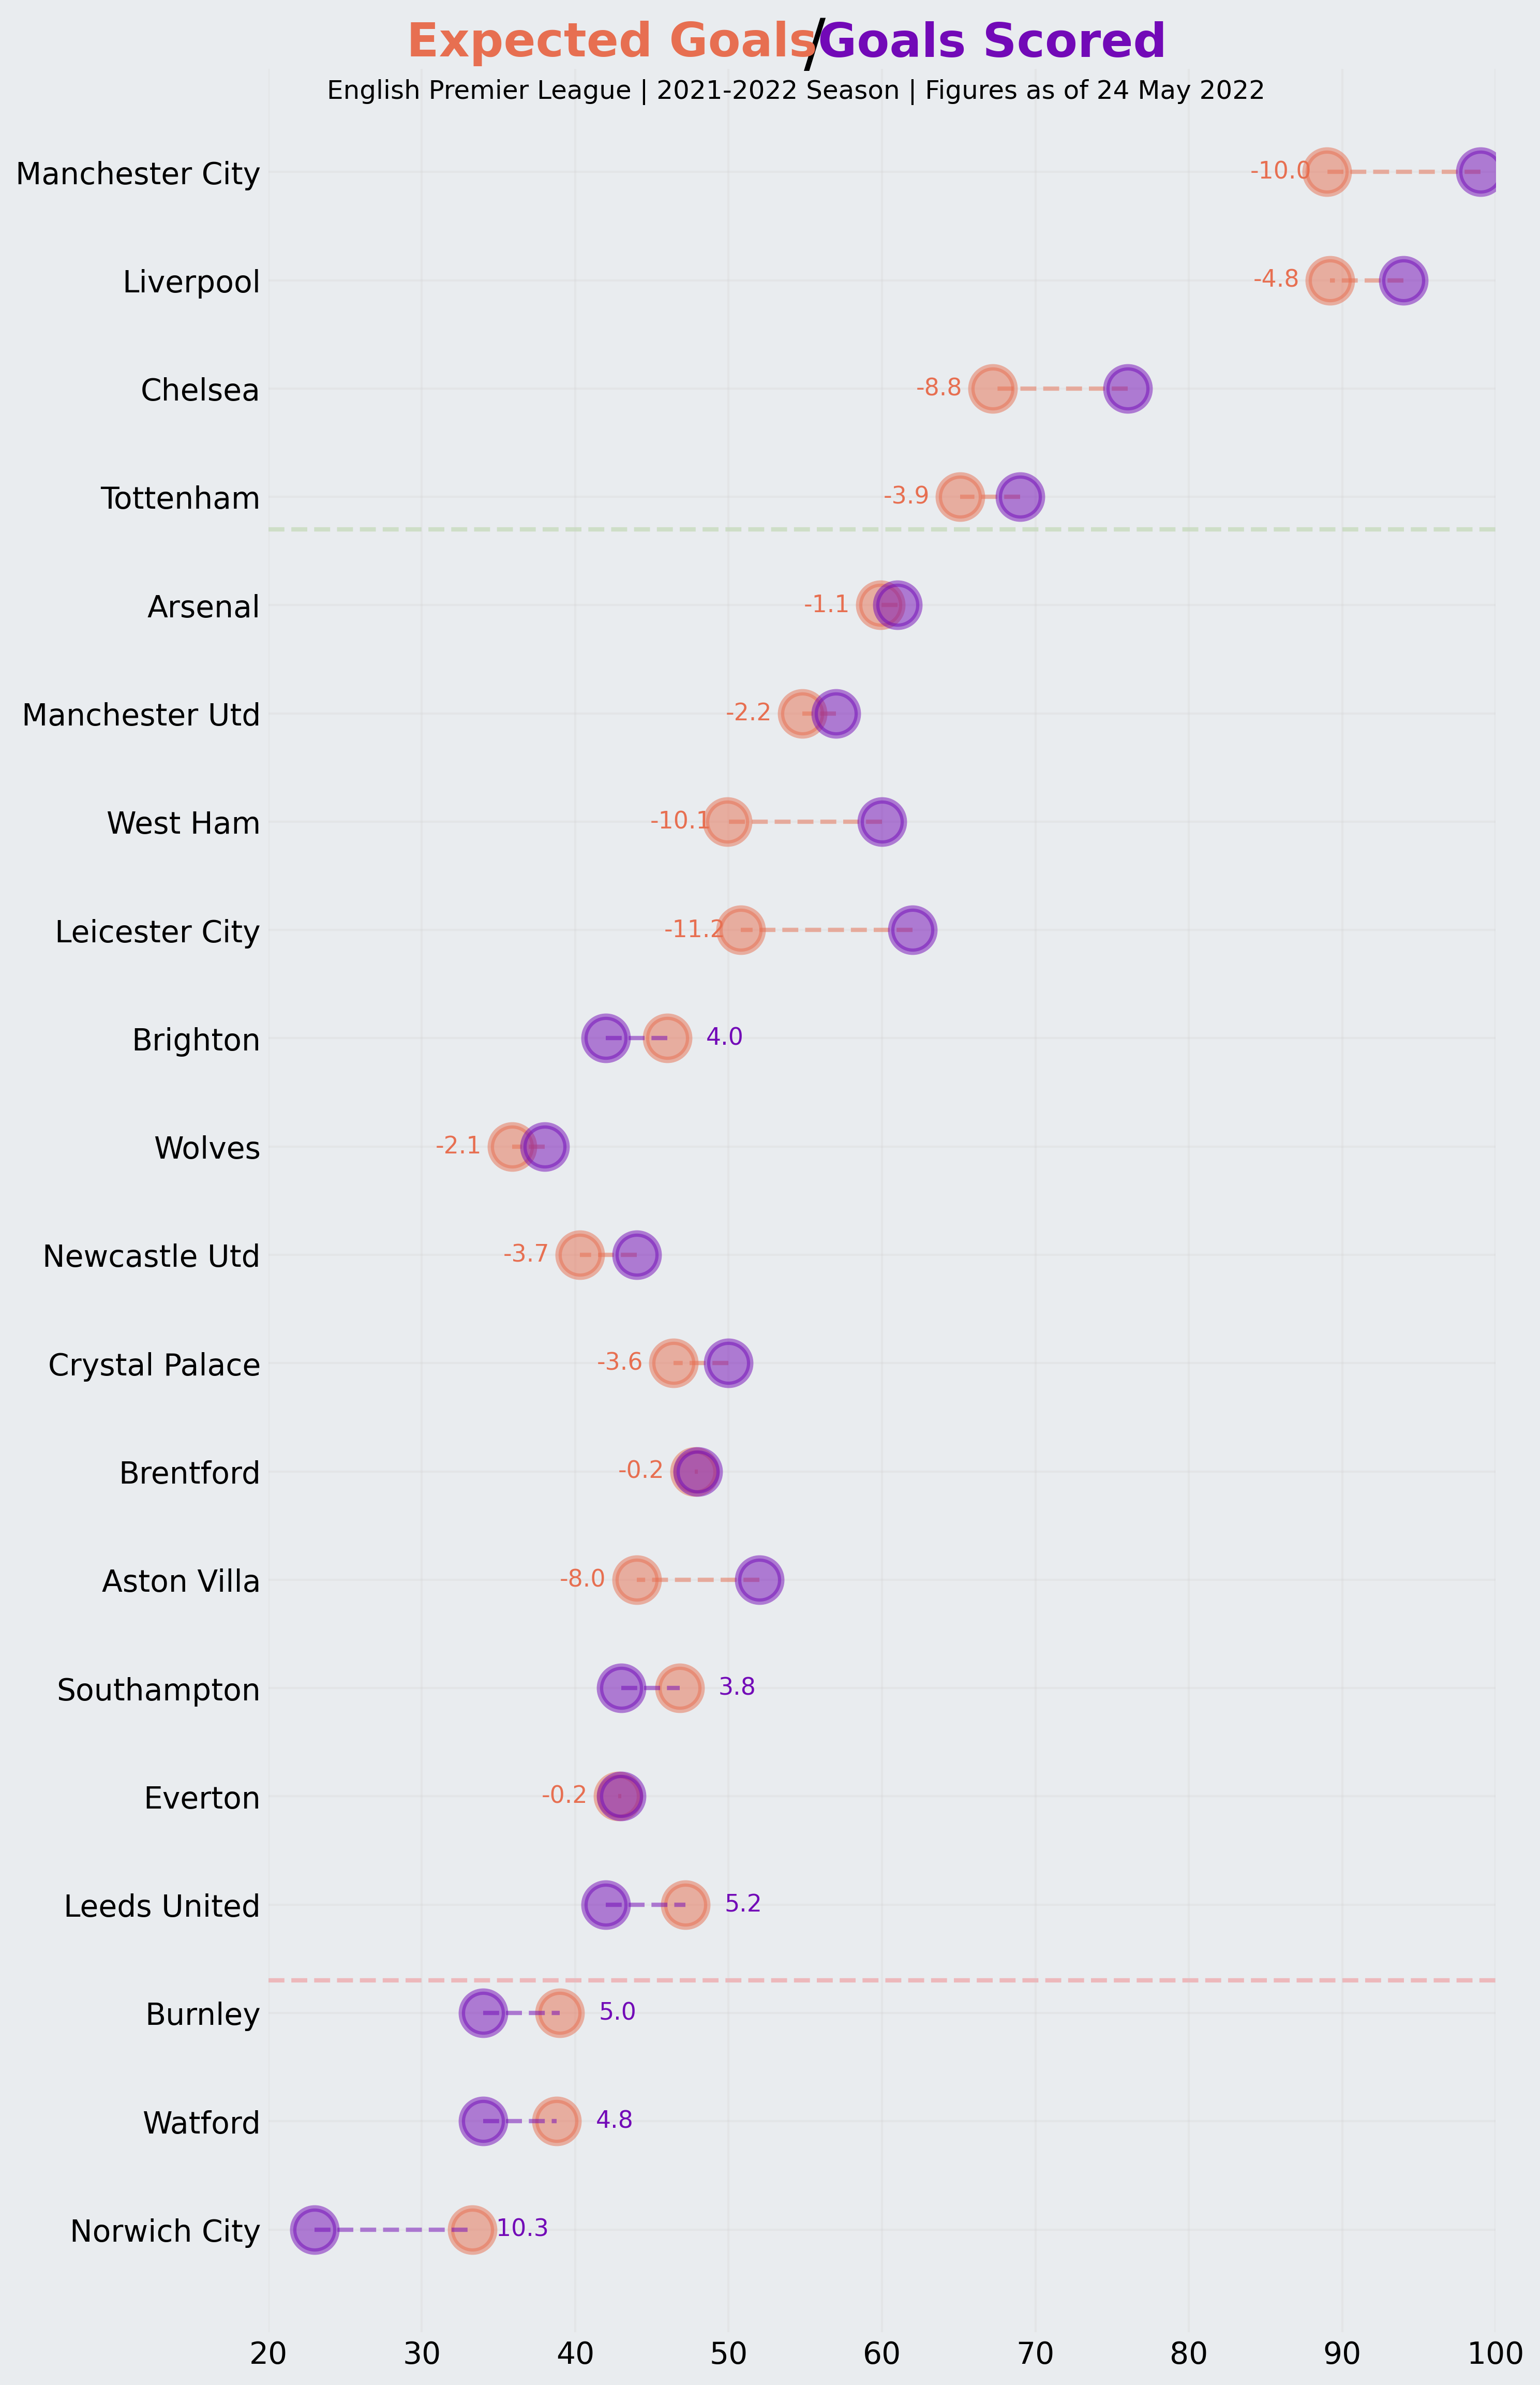 Expected Goals/Goals Scored
English Premier League | 2021-2022 Season | Figures as of 24 May 2022
Manchester City -10.0
Liverpool -4.8
Chelsea -8.8
Tottenham -3.9
Arsenal -1.1
Manchester Utd -2.2
West Ham -10.1
Leicester City -11.2
Brighton 4.0
Wolves -2.1
Newcastle Utd -3.7
Crystal Palace -3.6
Brentford -0.2
Aston Villa -8.0
Southampton 3.8
Everton -0.2
Leeds United 5.2
Burnley 5.0
Watford 4.8
Norwich City 10.3
20 30 40 50 60 70 80 90 100